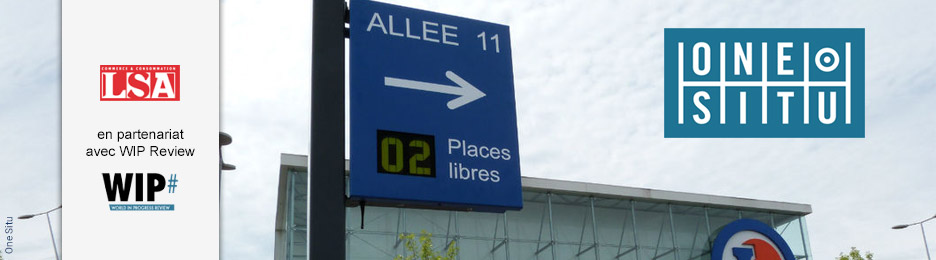 COMMERCE & CONSOMMATION
LSA
en partenariat
avec WIP Review
WIP#
WORLD IN PROGRESS REVIEW
One Situ
ALLEE 11
02 Places
libres
ONE
SITU